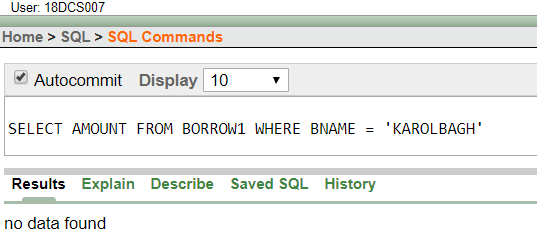 User: 18DCS007
Home > SQL > SQL Commands
Autocommit Display 10
SELECT AMOUNT FROM BORROW1 WHERE BNAME = 'KAROLBAGH'
Results Explain Describe Saved SQL History
no data found